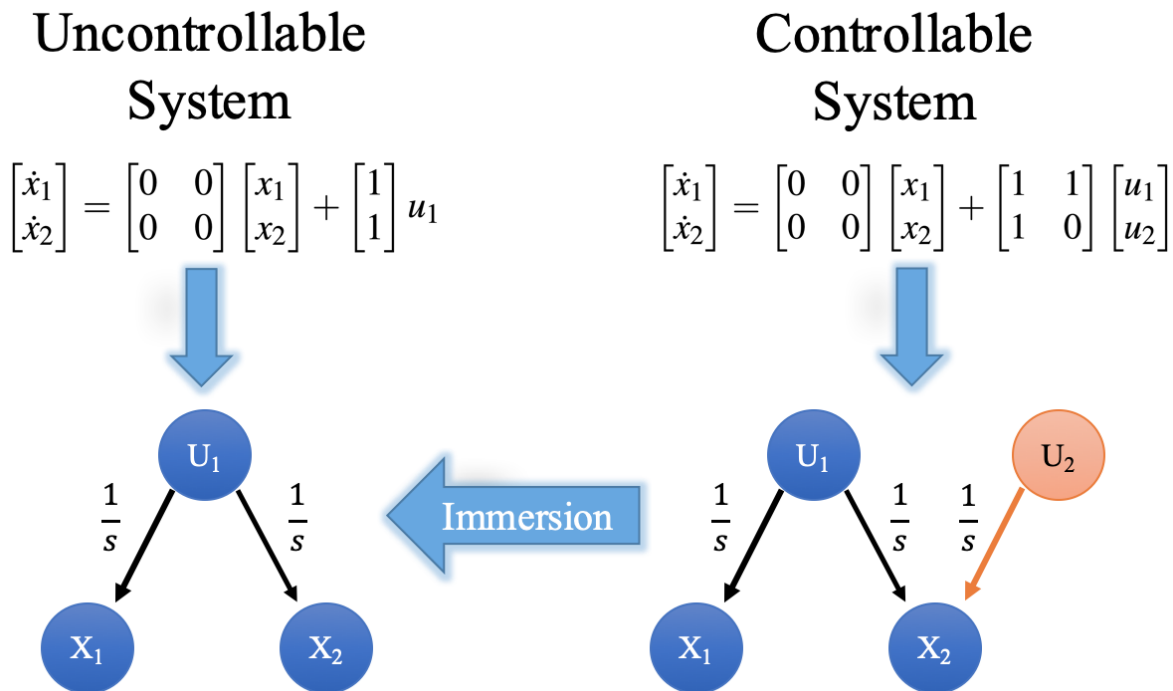 Uncontrollable
System
[ẋ₁; ẋ₂] = [0 0; 0 0] [x₁; x₂] + [1; 1] u₁
U₁
1/s 1/s
X₁ X₂
Immersion
Controllable
System
[ẋ₁; ẋ₂] = [0 0; 0 0] [x₁; x₂] + [1 1; 1 0] [u₁; u₂]
U₁ U₂
1/s 1/s 1/s
X₁ X₂